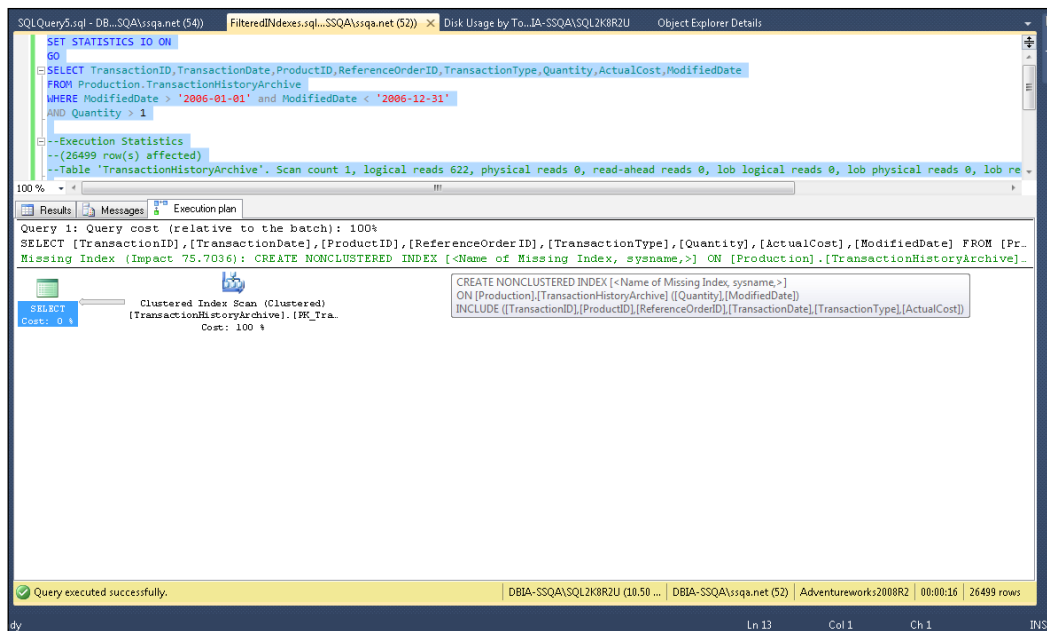 SQLQuery5.sql - DB...SQA\ssqa.net (54))
FilteredINdexes.sql...SSQA\ssqa.net (52))
Disk Usage by To...IA-SSQA\SQL2K8R2U
Object Explorer Details
SET STATISTICS IO ON
GO
SELECT TransactionID,TransactionDate,ProductID,ReferenceOrderID,TransactionType,Quantity,ActualCost,ModifiedDate
FROM Production.TransactionHistoryArchive
WHERE ModifiedDate > '2006-01-01' and ModifiedDate < '2006-12-31'
AND Quantity > 1
--Execution Statistics
--(26499 row(s) affected)
--Table 'TransactionHistoryArchive'. Scan count 1, logical reads 622, physical reads 0, read-ahead reads 0, lob logical reads 0, lob physical reads 0, lob re
100 %
Results
Messages
Execution plan
Query 1: Query cost (relative to the batch): 100%
SELECT [TransactionID],[TransactionDate],[ProductID],[ReferenceOrderID],[TransactionType],[Quantity],[ActualCost],[ModifiedDate] FROM [Pr…
Missing Index (Impact 75.7036): CREATE NONCLUSTERED INDEX [<Name of Missing Index, sysname,>] ON [Production].[TransactionHistoryArchive]…
SELECT
Cost: 0 %
Clustered Index Scan (Clustered)
[TransactionHistoryArchive].[PK_Tra…
Cost: 100 %
CREATE NONCLUSTERED INDEX [<Name of Missing Index, sysname,>]
ON [Production].[TransactionHistoryArchive] ([Quantity],[ModifiedDate])
INCLUDE ([TransactionID],[ProductID],[ReferenceOrderID],[TransactionDate],[TransactionType],[ActualCost])
Query executed successfully.
DBIA-SSQA\SQL2K8R2U (10.50 ...
DBIA-SSQA\ssqa.net (52)
Adventureworks2008R2
00:00:16
26499 rows
dy
Ln 13
Col 1
Ch 1
INS